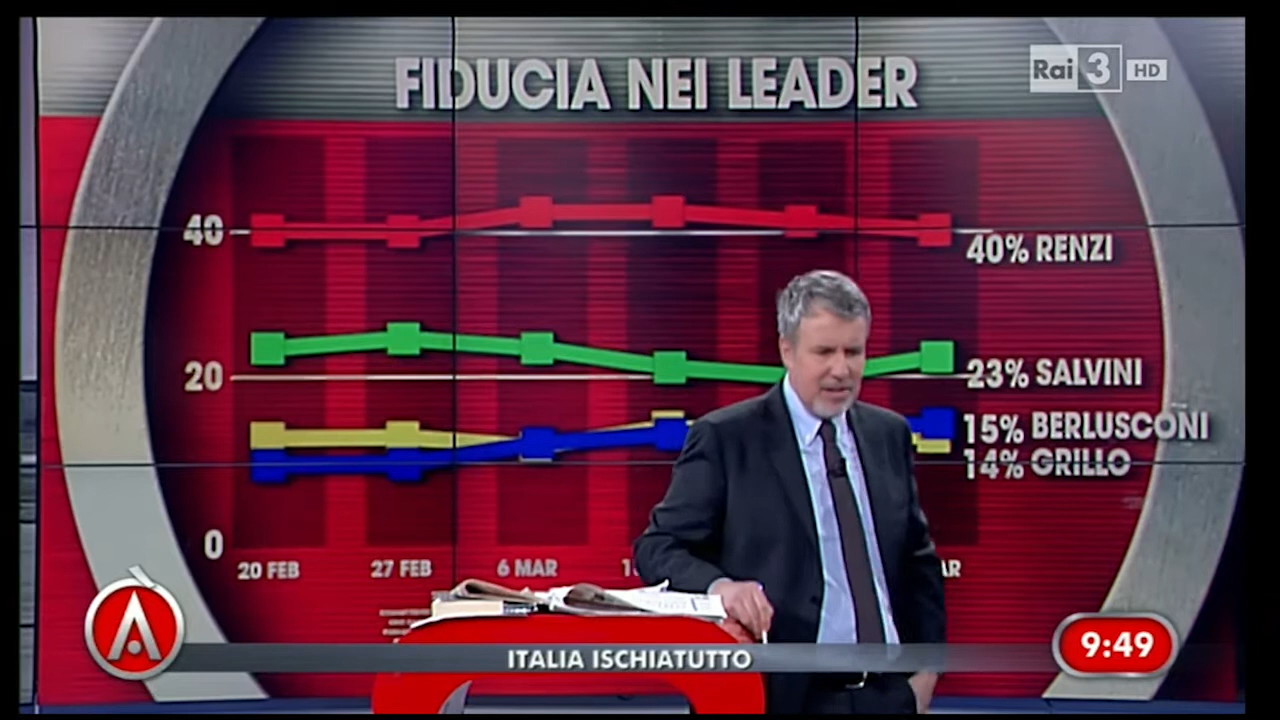 FIDUCIA NEI LEADER
Rai 3 HD
40
40% RENZI
20
23% SALVINI
15% BERLUSCONI
14% GRILLO
0
20 FEB
27 FEB
6 MAR
À
ITALIA ISCHIATUTTO
9:49